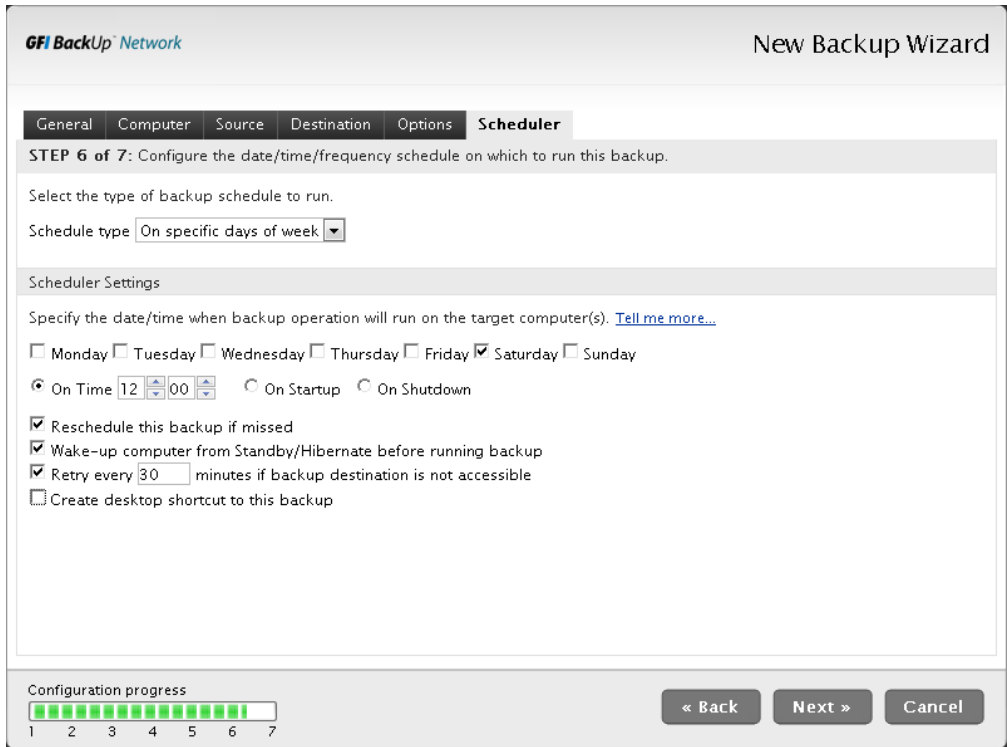 GFI BackUp™ Network
New Backup Wizard
General Computer Source Destination Options Scheduler
STEP 6 of 7: Configure the date/time/frequency schedule on which to run this backup.
Select the type of backup schedule to run.
Schedule type On specific days of week
Scheduler Settings
Specify the date/time when backup operation will run on the target computer(s). Tell me more...
Monday Tuesday Wednesday Thursday Friday Saturday Sunday
On Time 12 00 On Startup On Shutdown
Reschedule this backup if missed
Wake-up computer from Standby/Hibernate before running backup
Retry every 30 minutes if backup destination is not accessible
Create desktop shortcut to this backup
Configuration progress
1 2 3 4 5 6 7
« Back Next » Cancel